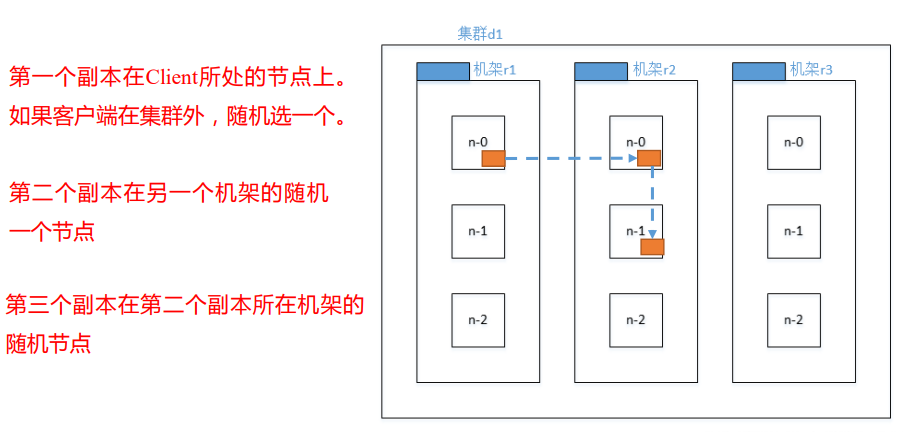 第一个副本在Client所处的节点上。
如果客户端在集群外，随机选一个。
第二个副本在另一个机架的随机
一个节点
第三个副本在第二个副本所在机架的
随机节点
集群d1
机架r1
机架r2
机架r3
n-0
n-0
n-0
n-1
n-1
n-1
n-2
n-2
n-2